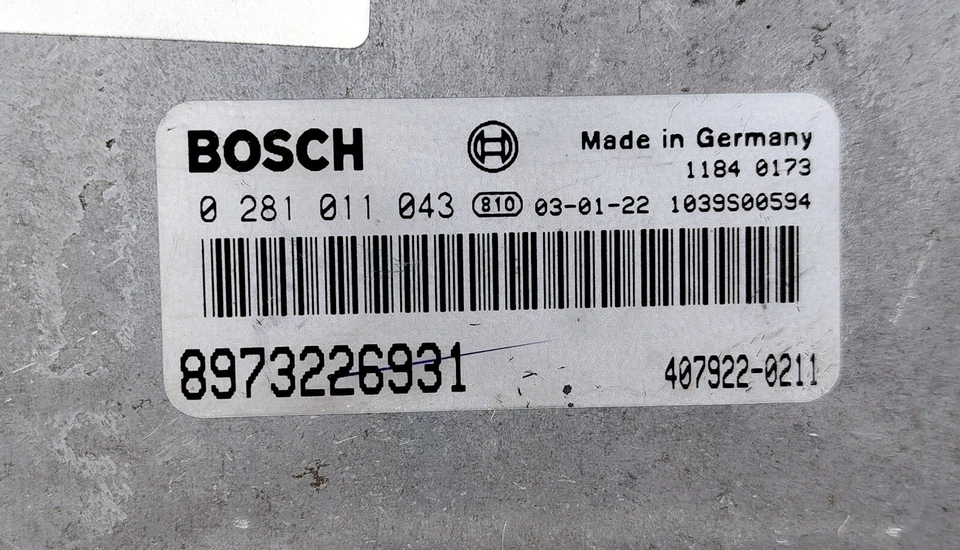 BOSCH Made in Germany
1184 0173
0 281 011 043 810 03-01-22 1039S00594
8973226931 407922-0211